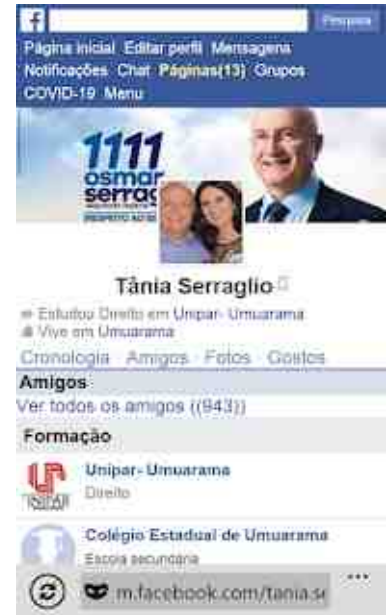 f
Pesquisa
Página inicial Editar perfil Mensagens
Notificações Chat Páginas(13) Grupos
COVID-19 Menu
1111
osmar
serrag
Tânia Serraglio
Estudou Direito em Unipar- Umuarama
Vive em Umuarama
Cronologia · Amigos · Fotos · Gostos
Amigos
Ver todos os amigos ((943))
Formação
Unipar- Umuarama
Direito
Colégio Estadual de Umuarama
Escola secundária
m.facebook.com/tania.se